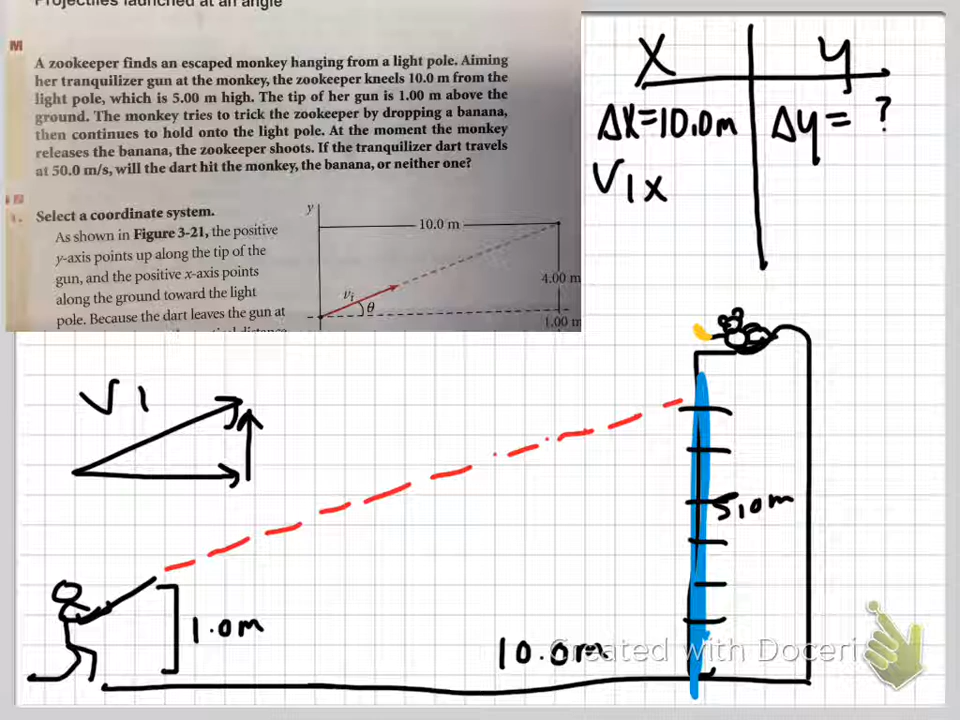 Projectiles launched at an angle
M
A zookeeper finds an escaped monkey hanging from a light pole. Aiming
her tranquilizer gun at the monkey, the zookeeper kneels 10.0 m from the
light pole, which is 5.00 m high. The tip of her gun is 1.00 m above the
ground. The monkey tries to trick the zookeeper by dropping a banana,
then continues to hold onto the light pole. At the moment the monkey
releases the banana, the zookeeper shoots. If the tranquilizer dart travels
at 50.0 m/s, will the dart hit the monkey, the banana, or neither one?
1. Select a coordinate system.
As shown in Figure 3-21, the positive
y-axis points up along the tip of the
gun, and the positive x-axis points
along the ground toward the light
pole. Because the dart leaves the gun at
y
10.0 m
4.00 m
vi
θ
1.00 m
X y
ΔX=10.0m Δy= ?
V1x
V1
5.0m
1.0m
10.0m
Created with Doceri